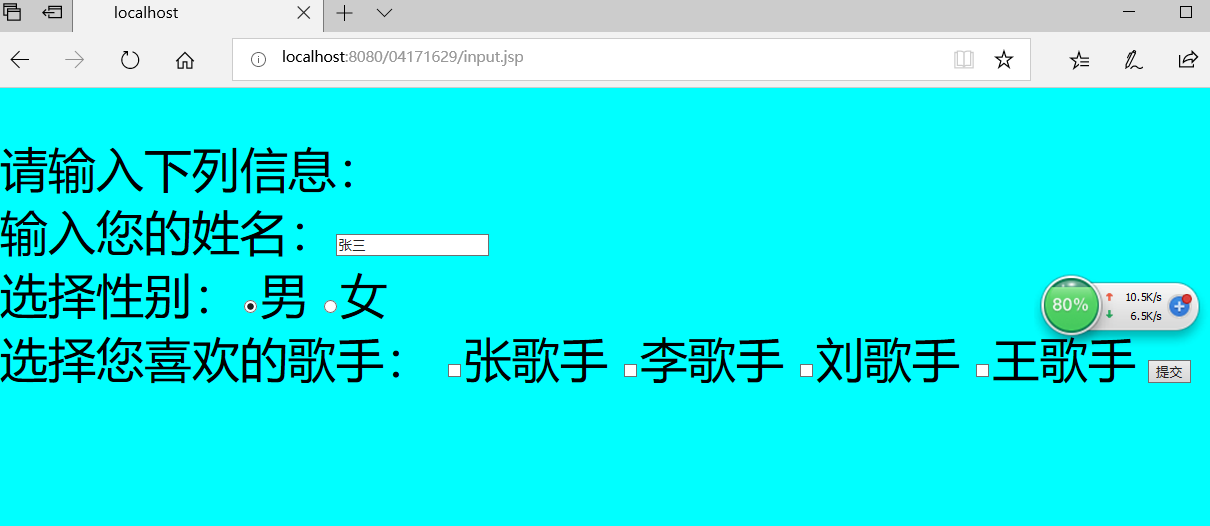 localhost
localhost:8080/04171629/input.jsp
请输入下列信息：
输入您的姓名： 张三
选择性别： 男 女
80% 10.5K/s
6.5K/s
选择您喜欢的歌手： 张歌手 李歌手 刘歌手 王歌手 提交